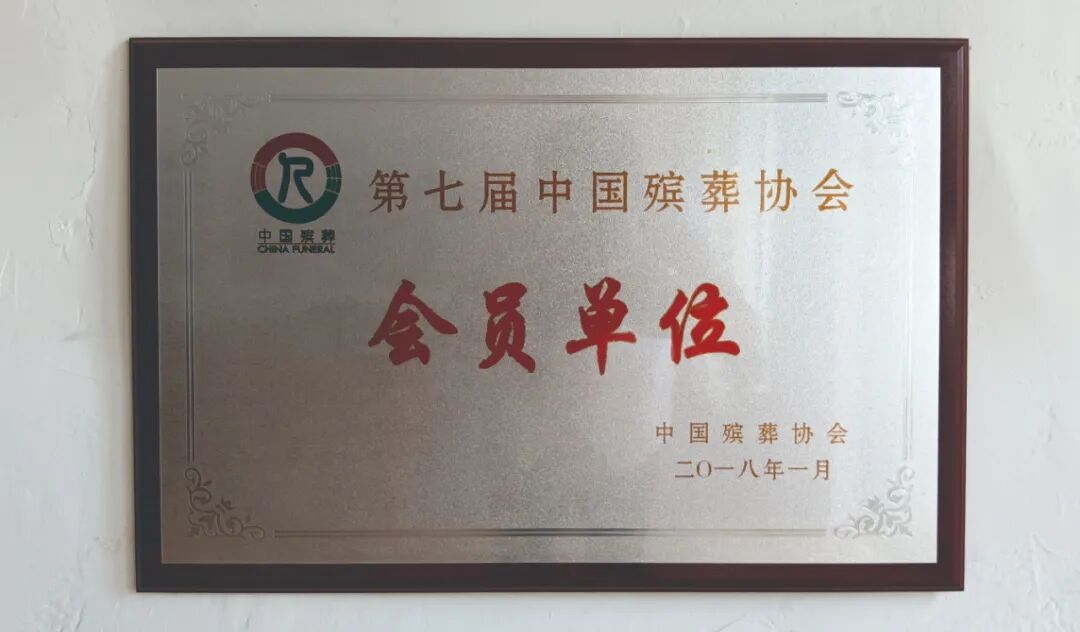 第七届中国殡葬协会
中国殡葬
CHINA FUNERAL
会员单位
中国殡葬协会
二〇一八年一月